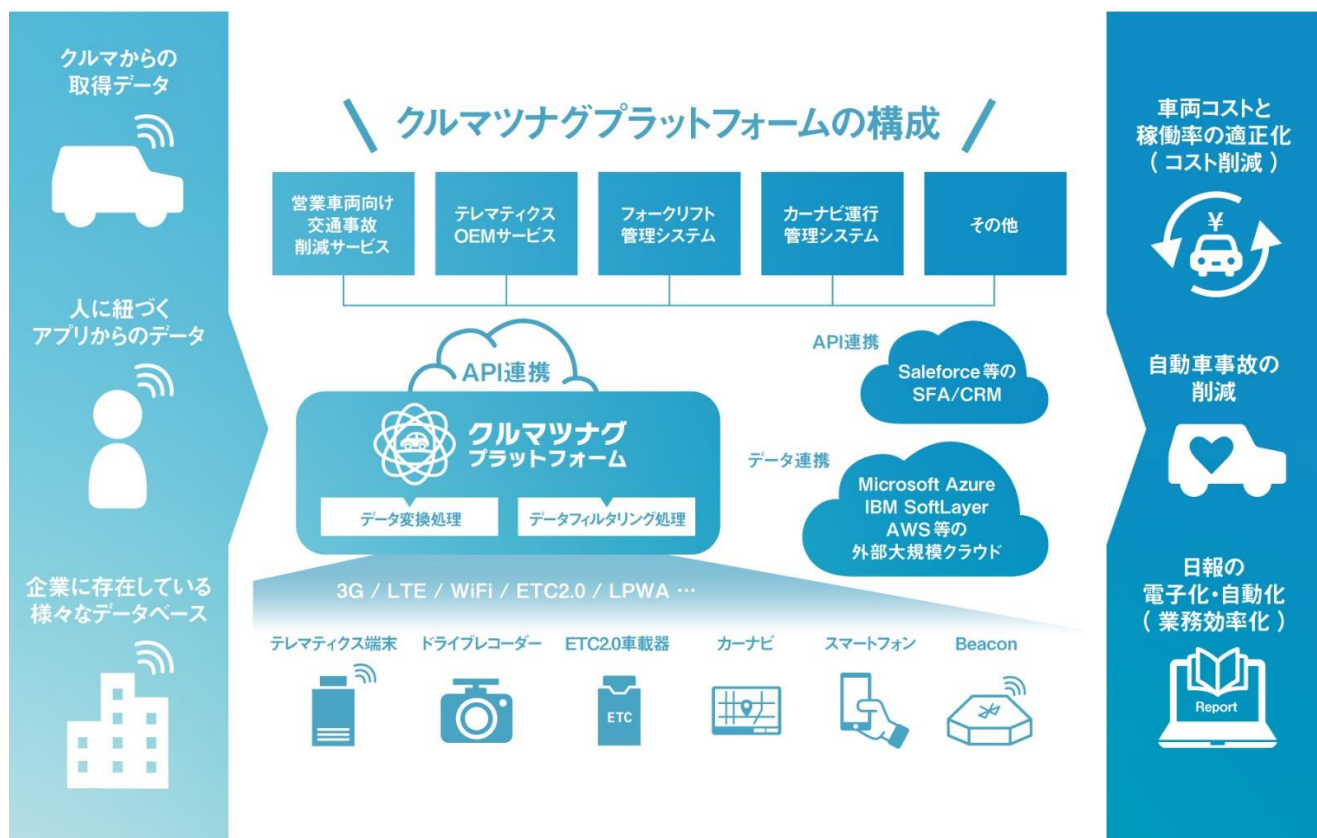 クルマからの
取得データ
人に紐づく
アプリからのデータ
企業に存在している
様々なデータベース
クルマツナグプラットフォームの構成
営業車両向け
交通事故
削減サービス
テレマティクス
OEMサービス
フォークリフト
管理システム
カーナビ運行
管理システム
その他
API連携
クルマツナグ
プラットフォーム
データ変換処理
データフィルタリング処理
API連携
Saleforce等の
SFA/CRM
データ連携
Microsoft Azure
IBM SoftLayer
AWS等の
外部大規模クラウド
3G / LTE / WiFi / ETC2.0 / LPWA …
テレマティクス端末
ドライブレコーダー
ETC2.0車載器
カーナビ
スマートフォン
Beacon
ETC
車両コストと
稼働率の適正化
( コスト削減 )
¥
自動車事故の
削減
日報の
電子化・自動化
( 業務効率化 )
Report